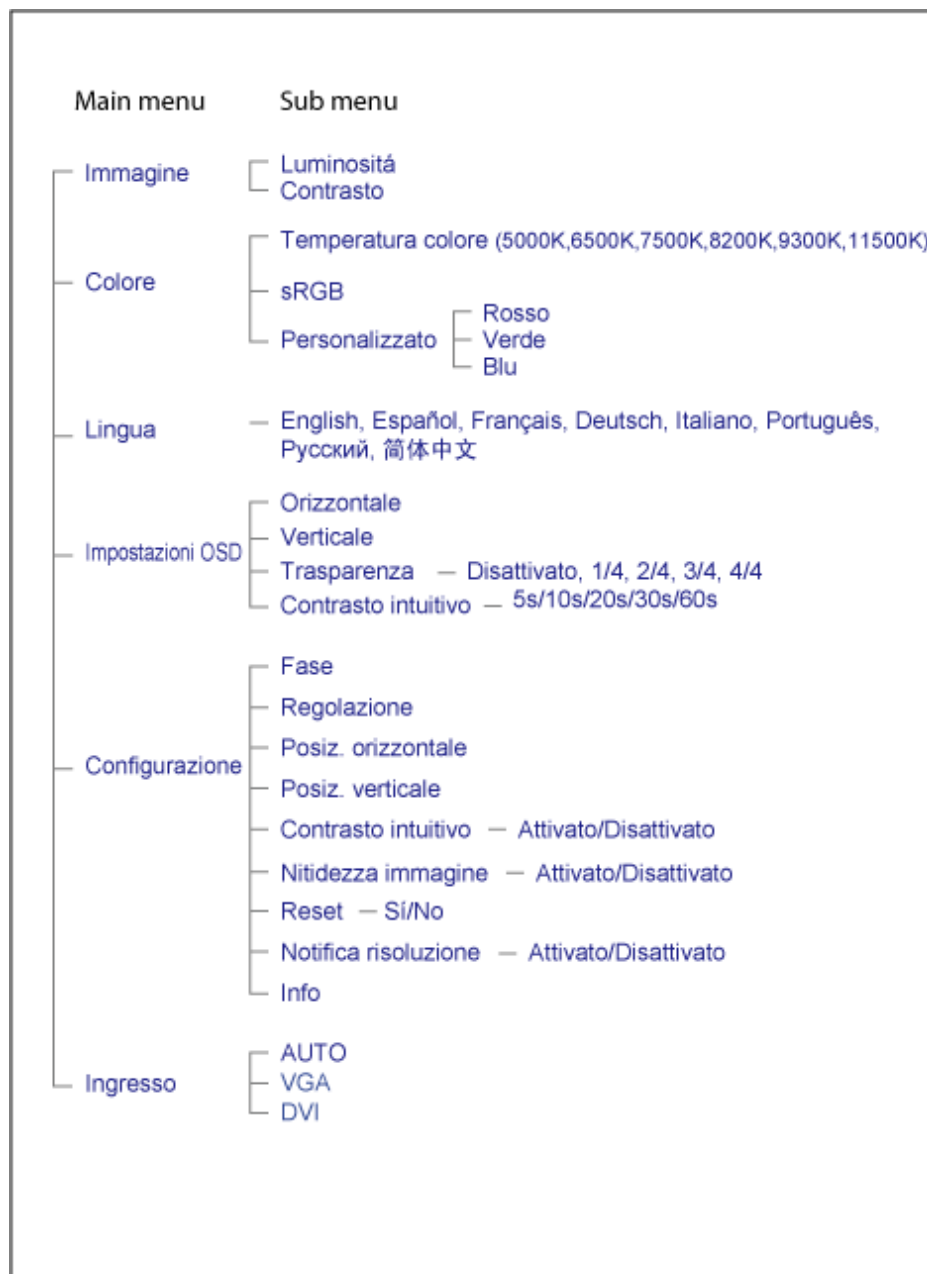 Main menu Sub menu
Immagine
Luminositá
Contrasto
Colore
Temperatura colore (5000K,6500K,7500K,8200K,9300K,11500K)
sRGB
Personalizzato
Rosso
Verde
Blu
Lingua
English, Español, Français, Deutsch, Italiano, Português,
Русский, 简体中文
Impostazioni OSD
Orizzontale
Verticale
Trasparenza — Disattivato, 1/4, 2/4, 3/4, 4/4
Contrasto intuitivo — 5s/10s/20s/30s/60s
Configurazione
Fase
Regolazione
Posiz. orizzontale
Posiz. verticale
Contrasto intuitivo — Attivato/Disattivato
Nitidezza immagine — Attivato/Disattivato
Reset — Sí/No
Notifica risoluzione — Attivato/Disattivato
Info
Ingresso
AUTO
VGA
DVI